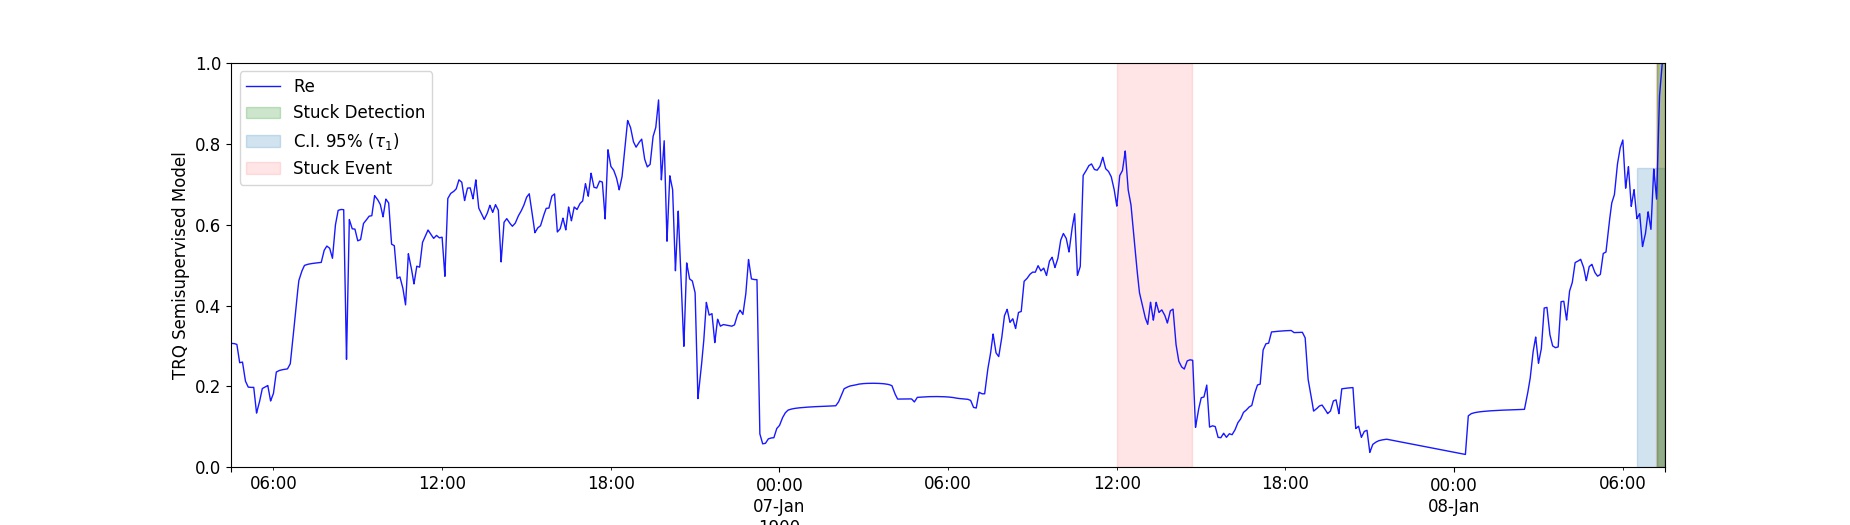 1.0
0.8
0.6
0.4
0.2
0.0
TRQ Semisupervised Model
Re
Stuck Detection
C.I. 95% (τ₁)
Stuck Event
06:00 12:00 18:00 00:00 06:00 12:00 18:00 00:00 06:00
07-Jan 08-Jan
1900